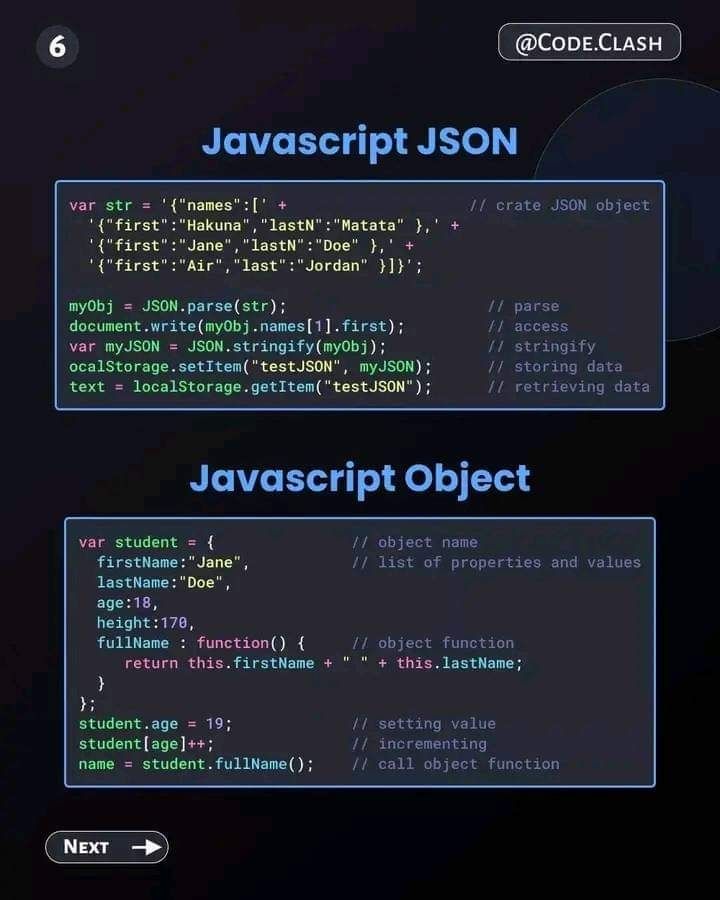 6
@CODE.CLASH
Javascript JSON
var str = '{"names":[' + // crate JSON object
'{"first":"Hakuna","lastN":"Matata" },' +
'{"first":"Jane","lastN":"Doe" },' +
'{"first":"Air","last":"Jordan" }]}';
myObj = JSON.parse(str); // parse
document.write(myObj.names[1].first); // access
var myJSON = JSON.stringify(myObj); // stringify
ocalStorage.setItem("testJSON", myJSON); // storing data
text = localStorage.getItem("testJSON"); // retrieving data
Javascript Object
var student = { // object name
firstName:"Jane", // list of properties and values
lastName:"Doe",
age:18,
height:170,
fullName : function() { // object function
return this.firstName + " " + this.lastName;
}
};
student.age = 19; // setting value
student[age]++; // incrementing
name = student.fullName(); // call object function
NEXT